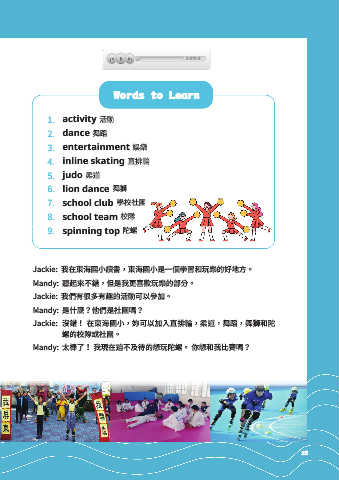 Words to Learn
1. activity 活動
2. dance 舞蹈
3. entertainment 娛樂
4. inline skating 直排輪
5. judo 柔道
6. lion dance 舞獅
7. school club 學校社團
8. school team 校隊
9. spinning top 陀螺
Jackie: 我在東海國小讀書，東海國小是一個學習和玩樂的好地方。
Mandy: 聽起來不錯，但是我更喜歡玩樂的部分。
Jackie: 我們有很多有趣的活動可以參加。
Mandy: 是什麼？他們是社團嗎？
Jackie: 沒錯！ 在東海國小，妳可以加入直排輪，柔道，舞蹈，舞獅和陀
螺的校隊或社團。
Mandy: 太棒了！ 我現在迫不及待的想玩陀螺。 你想和我比賽嗎？